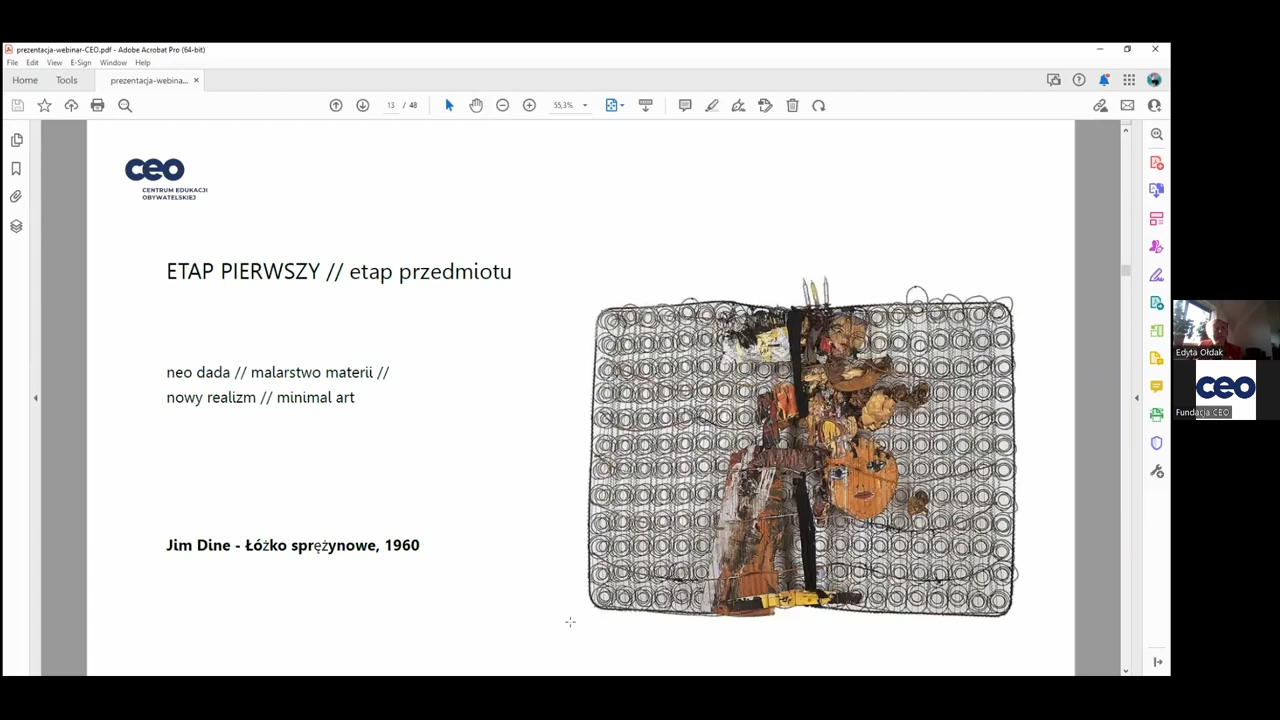 prezentacja-webinar-CEO.pdf - Adobe Acrobat Pro (64-bit)
File Edit View E-Sign Window Help
Home Tools prezentacja-webina... ×
13 / 48 55,3%
ceo
CENTRUM EDUKACJI
OBYWATELSKIEJ
ETAP PIERWSZY // etap przedmiotu
neo dada // malarstwo materii //
nowy realizm // minimal art
Jim Dine - Łóżko sprężynowe, 1960
Edyta Ołdak
ceo
Fundacja CEO